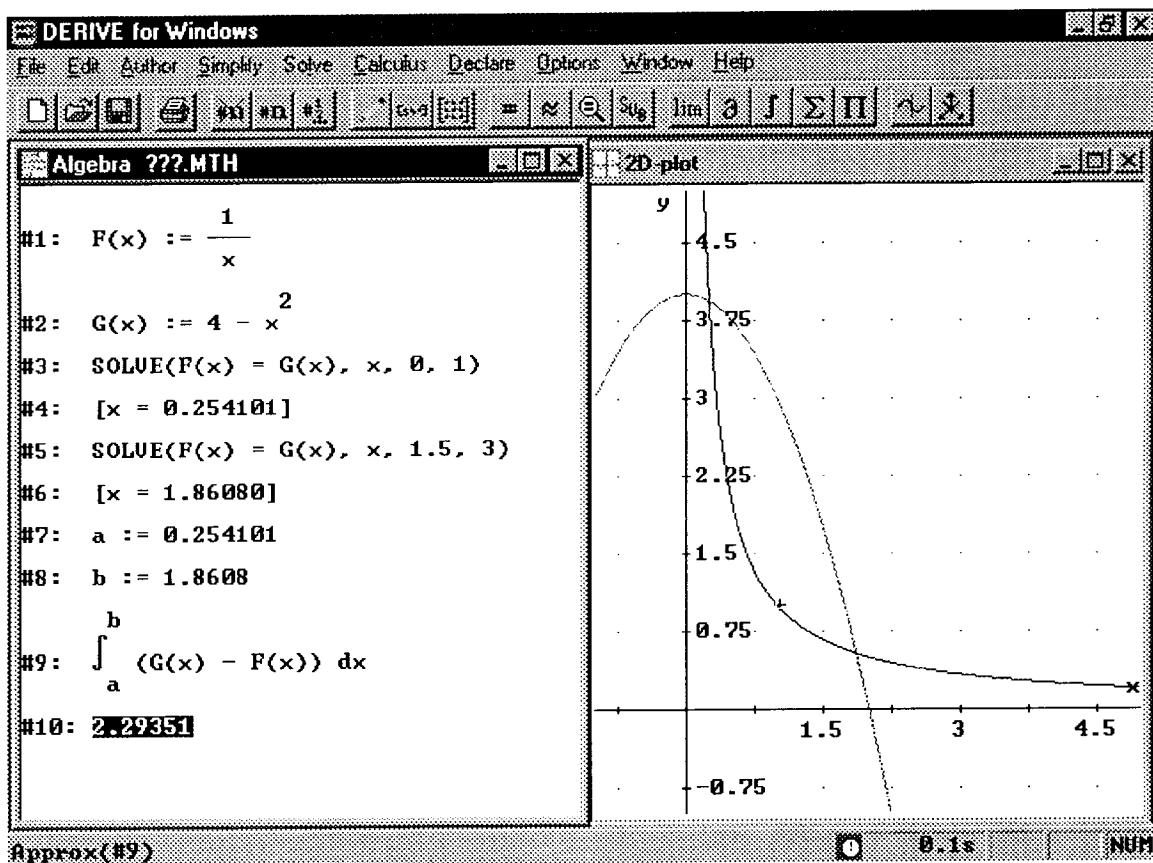 DERIVE for Windows
File Edit Author Simplify Solve Calculus Declare Options Window Help
lim ∂ ∫ Σ Π
Algebra ???.MTH
2D-plot
#1: F(x) := 1/x
#2: G(x) := 4 - x^2
#3: SOLVE(F(x) = G(x), x, 0, 1)
#4: [x = 0.254101]
#5: SOLVE(F(x) = G(x), x, 1.5, 3)
#6: [x = 1.86080]
#7: a := 0.254101
#8: b := 1.8608
#9: ∫_a^b (G(x) - F(x)) dx
#10: 2.29351
y
4.5
3.75
3
2.25
1.5
0.75
-0.75
1.5 3 4.5
x
Approx(#9)
0.1s
NUM